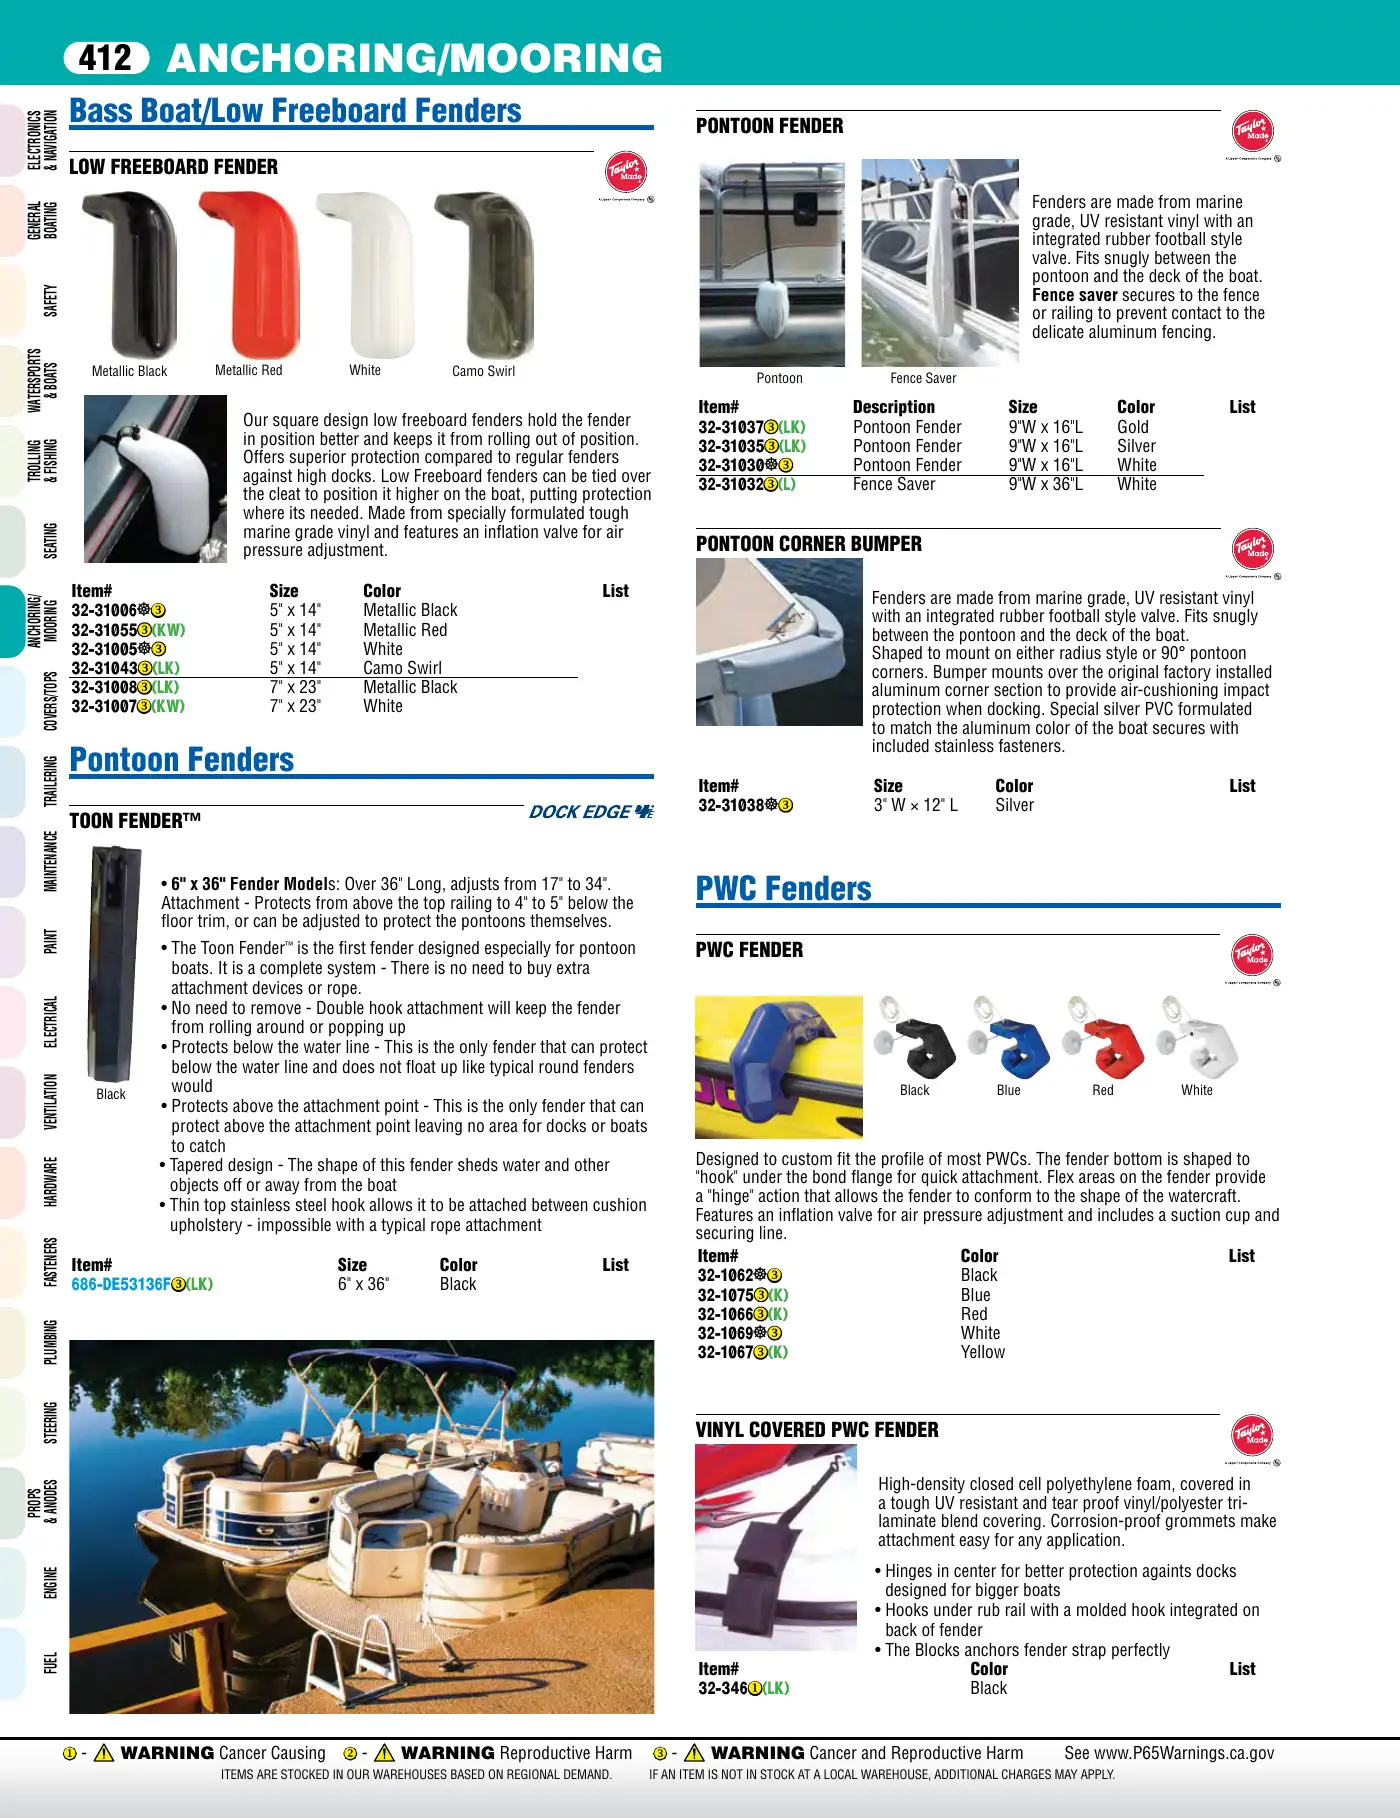 412 ANCHORING/MOORING
ELECTRONICS
& NAVIGATION
GENERAL
BOATING
SAFETY
WATERSPORTS
& BOATS
TROLLING
& FISHING
SEATING
ANCHORING/
MOORING
COVERS/TOPS
TRAILERING
MAINTENANCE
PAINT
ELECTRICAL
VENTILATION
HARDWARE
FASTENERS
PLUMBING
STEERING
PROPS
& ANODES
ENGINE
FUEL
Bass Boat/Low Freeboard Fenders
LOW FREEBOARD FENDER
Taylor Made
Metallic Black
Metallic Red
White
Camo Swirl
Our square design low freeboard fenders hold the fender
in position better and keeps it from rolling out of position.
Offers superior protection compared to regular fenders
against high docks. Low Freeboard fenders can be tied over
the cleat to position it higher on the boat, putting protection
where its needed. Made from specially formulated tough
marine grade vinyl and features an inflation valve for air
pressure adjustment.
Item# Size Color List
32-31006 3 5" x 14" Metallic Black
32-31055 3 (KW) 5" x 14" Metallic Red
32-31005 3 5" x 14" White
32-31043 3 (LK) 5" x 14" Camo Swirl
32-31008 3 (LK) 7" x 23" Metallic Black
32-31007 3 (KW) 7" x 23" White
Pontoon Fenders
TOON FENDER™
DOCK EDGE
Black
• 6" x 36" Fender Models: Over 36" Long, adjusts from 17" to 34".
Attachment - Protects from above the top railing to 4" to 5" below the
floor trim, or can be adjusted to protect the pontoons themselves.
• The Toon Fender™ is the first fender designed especially for pontoon
boats. It is a complete system - There is no need to buy extra
attachment devices or rope.
• No need to remove - Double hook attachment will keep the fender
from rolling around or popping up
• Protects below the water line - This is the only fender that can protect
below the water line and does not float up like typical round fenders
would
• Protects above the attachment point - This is the only fender that can
protect above the attachment point leaving no area for docks or boats
to catch
• Tapered design - The shape of this fender sheds water and other
objects off or away from the boat
• Thin top stainless steel hook allows it to be attached between cushion
upholstery - impossible with a typical rope attachment
Item# Size Color List
686-DE53136F 3 (LK) 6" x 36" Black
PONTOON FENDER
Taylor Made
Pontoon
Fence Saver
Fenders are made from marine
grade, UV resistant vinyl with an
integrated rubber football style
valve. Fits snugly between the
pontoon and the deck of the boat.
Fence saver secures to the fence
or railing to prevent contact to the
delicate aluminum fencing.
Item# Description Size Color List
32-31037 3 (LK) Pontoon Fender 9"W x 16"L Gold
32-31035 3 (LK) Pontoon Fender 9"W x 16"L Silver
32-31030 3 Pontoon Fender 9"W x 16"L White
32-31032 3 (L) Fence Saver 9"W x 36"L White
PONTOON CORNER BUMPER
Taylor Made
Fenders are made from marine grade, UV resistant vinyl
with an integrated rubber football style valve. Fits snugly
between the pontoon and the deck of the boat.
Shaped to mount on either radius style or 90° pontoon
corners. Bumper mounts over the original factory installed
aluminum corner section to provide air-cushioning impact
protection when docking. Special silver PVC formulated
to match the aluminum color of the boat secures with
included stainless fasteners.
Item# Size Color List
32-31038 3 3" W × 12" L Silver
PWC Fenders
PWC FENDER
Taylor Made
Black
Blue
Red
White
Designed to custom fit the profile of most PWCs. The fender bottom is shaped to
"hook" under the bond flange for quick attachment. Flex areas on the fender provide
a "hinge" action that allows the fender to conform to the shape of the watercraft.
Features an inflation valve for air pressure adjustment and includes a suction cup and
securing line.
Item# Color List
32-1062 3 Black
32-1075 3 (K) Blue
32-1066 3 (K) Red
32-1069 3 White
32-1067 3 (K) Yellow
VINYL COVERED PWC FENDER
Taylor Made
High-density closed cell polyethylene foam, covered in
a tough UV resistant and tear proof vinyl/polyester tri-
laminate blend covering. Corrosion-proof grommets make
attachment easy for any application.
• Hinges in center for better protection againts docks
designed for bigger boats
• Hooks under rub rail with a molded hook integrated on
back of fender
• The Blocks anchors fender strap perfectly
Item# Color List
32-346 1 (LK) Black
1 - WARNING Cancer Causing 2 - WARNING Reproductive Harm 3 - WARNING Cancer and Reproductive Harm See www.P65Warnings.ca.gov
ITEMS ARE STOCKED IN OUR WAREHOUSES BASED ON REGIONAL DEMAND. IF AN ITEM IS NOT IN STOCK AT A LOCAL WAREHOUSE, ADDITIONAL CHARGES MAY APPLY.